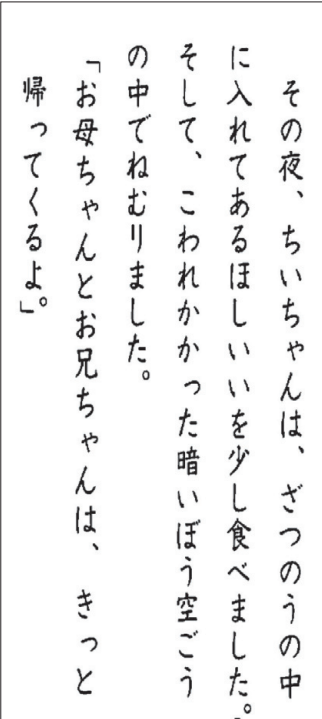 その夜、ちいちゃんは、ざつのうの中
に入れてあるほしいいを少し食べました。
そして、こわれかかった暗いぼう空ごう
の中でねむりました。
「お母ちゃんとお兄ちゃんは、きっと
帰ってくるよ。」